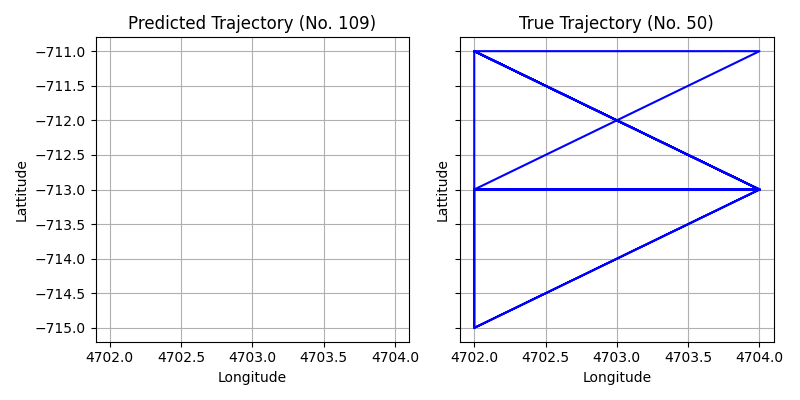 Predicted Trajectory (No. 109)
True Trajectory (No. 50)
−711.0
−711.5
−712.0
−712.5
−713.0
−713.5
−714.0
−714.5
−715.0
Lattitude
Lattitude
4702.0 4702.5 4703.0 4703.5 4704.0
4702.0 4702.5 4703.0 4703.5 4704.0
Longitude
Longitude